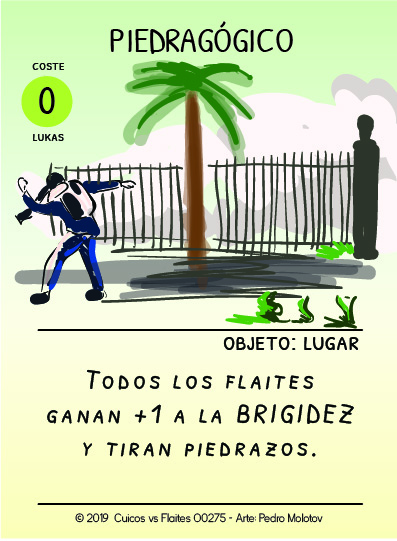 PIEDRAGÓGICO
COSTE
0
LUKAS
OBJETO: LUGAR
TODOS LOS FLAITES
GANAN +1 A LA BRIGIDEZ
Y TIRAN PIEDRAZOS.
© 2019 Cuicos vs Flaites 00275 - Arte: Pedro Molotov